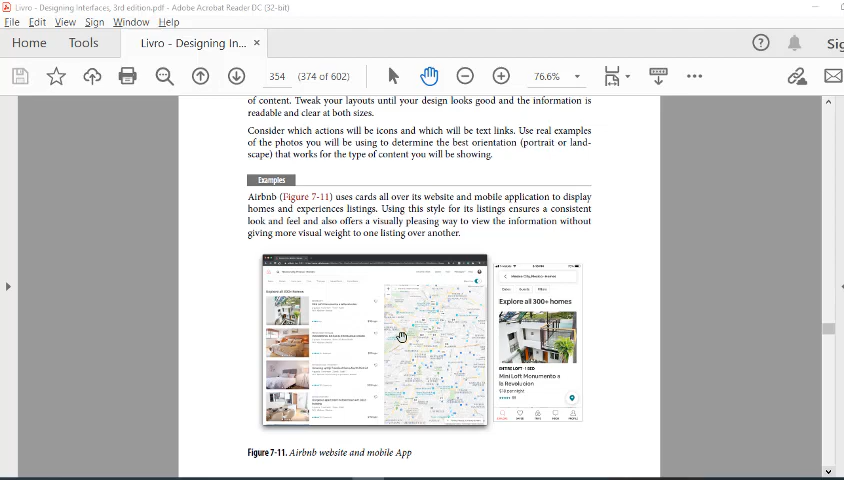 Livro - Designing Interfaces, 3rd edition.pdf - Adobe Acrobat Reader DC (32-bit)
File Edit View Sign Window Help
Home Tools Livro - Designing In... × Sig
354 (374 of 602) 76.6%
of content. Tweak your layouts until your design looks good and the information is
readable and clear at both sizes.
Consider which actions will be icons and which will be text links. Use real examples
of the photos you will be using to determine the best orientation (portrait or land-
scape) that works for the type of content you will be showing.
Examples
Airbnb (Figure 7-11) uses cards all over its website and mobile application to display
homes and experiences listings. Using this style for its listings ensures a consistent
look and feel and also offers a visually pleasing way to view the information without
giving more visual weight to one listing over another.
Explore all 300+ homes
Mini Loft Monumento a
la Revolucion
Figure 7-11. Airbnb website and mobile App